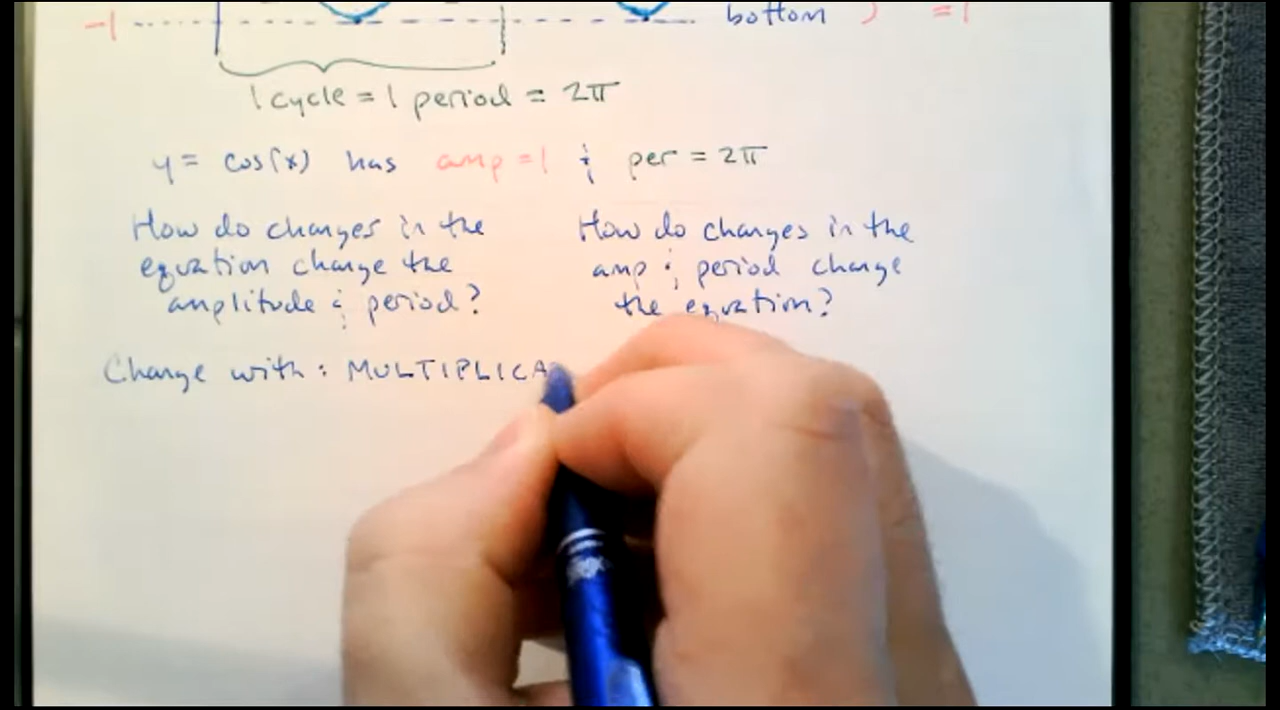 -1 bottom } =1
1 cycle = 1 period = 2π
y = cos(x) has amp = 1 & per = 2π
How do changes in the
equation change the
amplitude & period?
How do changes in the
amp & period change
the equation?
Change with: MULTIPLICA